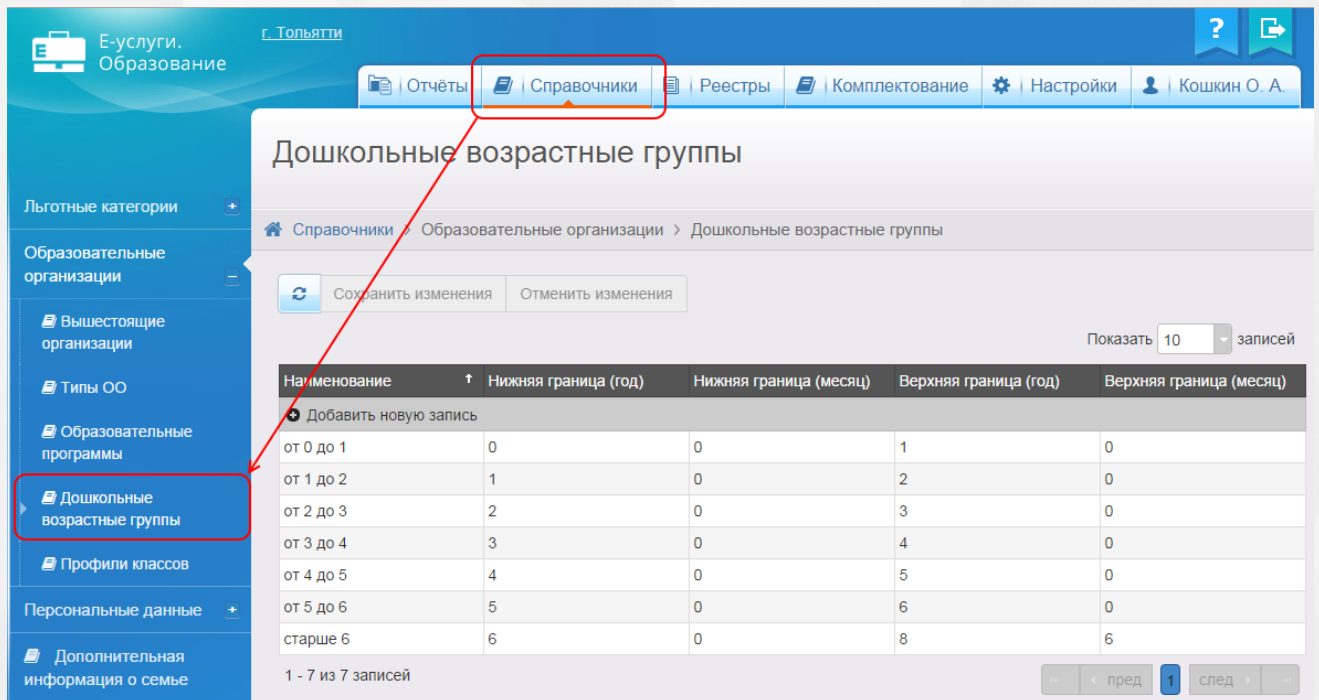 Е-услуги.
Образование
г. Тольятти
?
Отчёты Справочники Реестры Комплектование Настройки Кошкин О. А.
Дошкольные возрастные группы
Справочники > Образовательные организации > Дошкольные возрастные группы
Льготные категории +
Образовательные
организации −
Вышестоящие
организации
Типы ОО
Образовательные
программы
Дошкольные
возрастные группы
Профили классов
Персональные данные +
Дополнительная
информация о семье
Сохранить изменения Отменить изменения
Показать 10 записей
Наименование Нижняя граница (год) Нижняя граница (месяц) Верхняя граница (год) Верхняя граница (месяц)
Добавить новую запись
от 0 до 1 0 0 1 0
от 1 до 2 1 0 2 0
от 2 до 3 2 0 3 0
от 3 до 4 3 0 4 0
от 4 до 5 4 0 5 0
от 5 до 6 5 0 6 0
старше 6 6 0 8 6
1 - 7 из 7 записей
пред 1 след